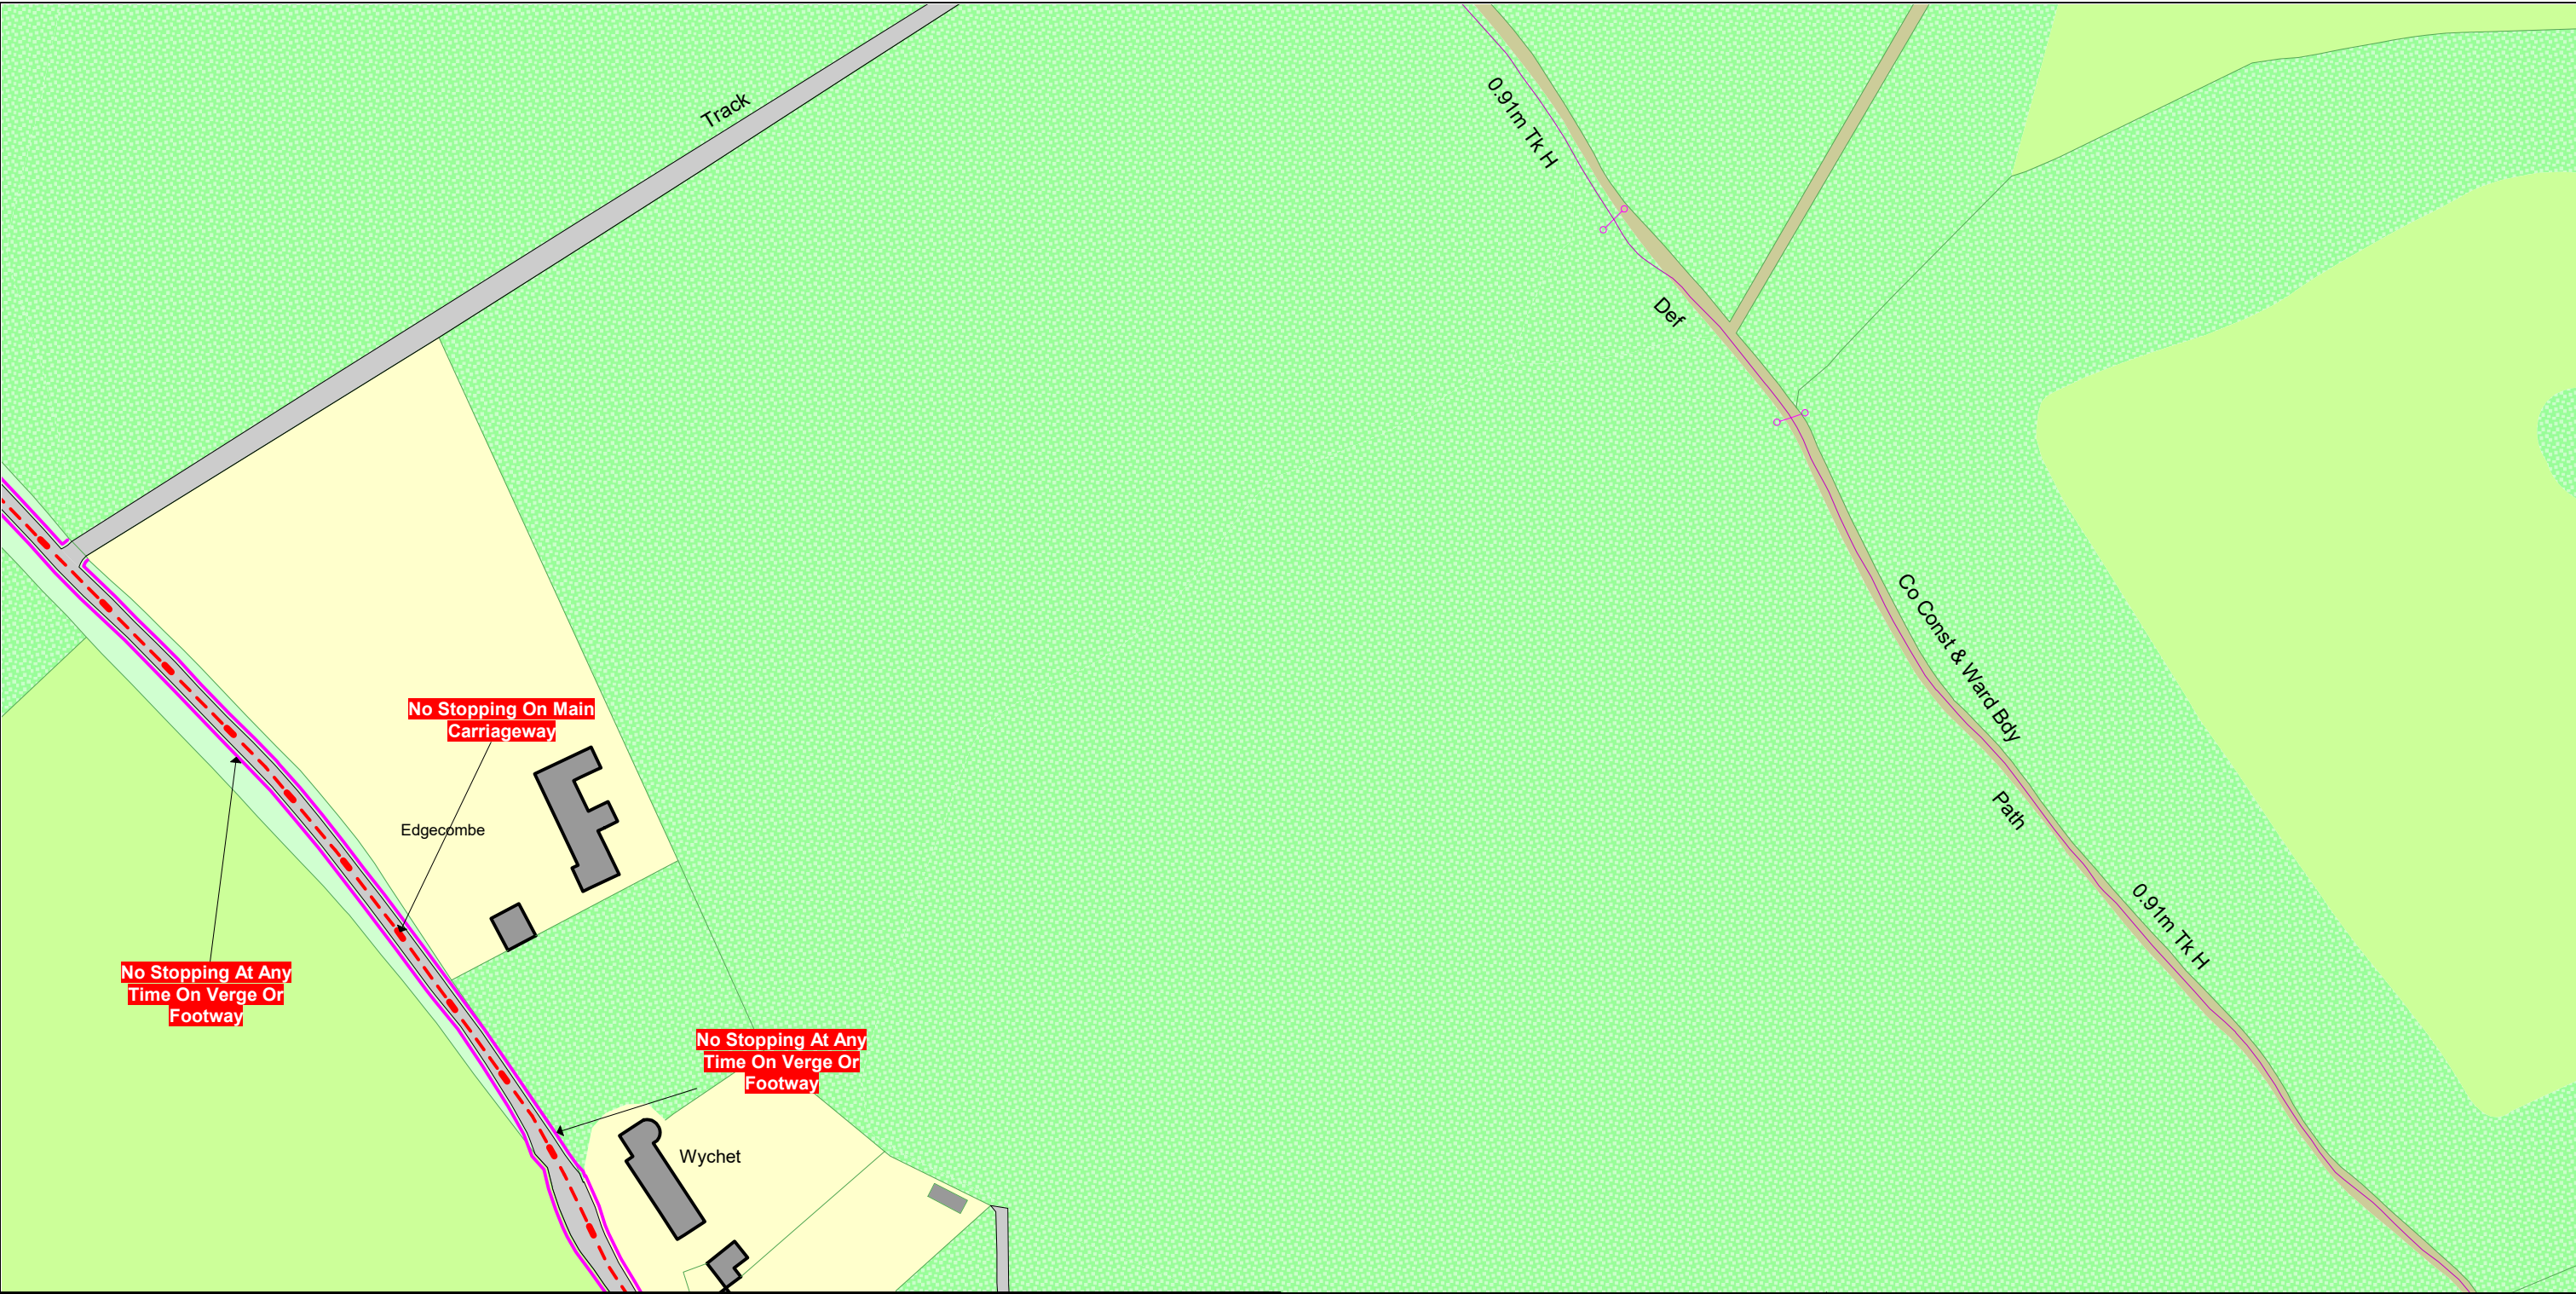 Track
0.91m Tk H
Def
Co Const & Ward Bdy
No Stopping On Main
Carriageway
Path
Edgecombe
0.91m Tk H
No Stopping At Any
Time On Verge Or
Footway
No Stopping At Any
Time On Verge Or
Footway
Wychet